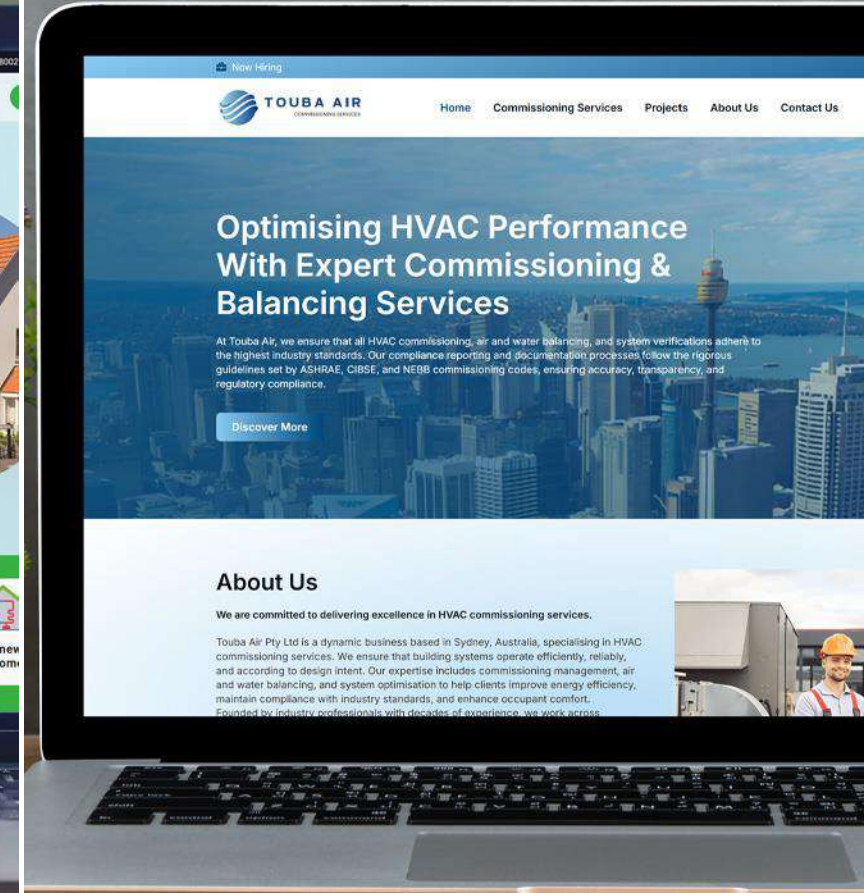 8002
new
ome
Now Hiring
TOUBA AIR
COMMISSIONING SERVICES
Home Commissioning Services Projects About Us Contact Us
Optimising HVAC Performance
With Expert Commissioning &
Balancing Services
At Touba Air, we ensure that all HVAC commissioning, air and water balancing, and system verifications adhere to
the highest industry standards. Our compliance reporting and documentation processes follow the rigorous
guidelines set by ASHRAE, CIBSE, and NEBB commissioning codes, ensuring accuracy, transparency, and
regulatory compliance.
Discover More
About Us
We are committed to delivering excellence in HVAC commissioning services.
Touba Air Pty Ltd is a dynamic business based in Sydney, Australia, specialising in HVAC
commissioning services. We ensure that building systems operate efficiently, reliably,
and according to design intent. Our expertise includes commissioning management, air
and water balancing, and system optimisation to help clients improve energy efficiency,
maintain compliance with industry standards, and enhance occupant comfort.
Founded by industry professionals with decades of experience, we work across